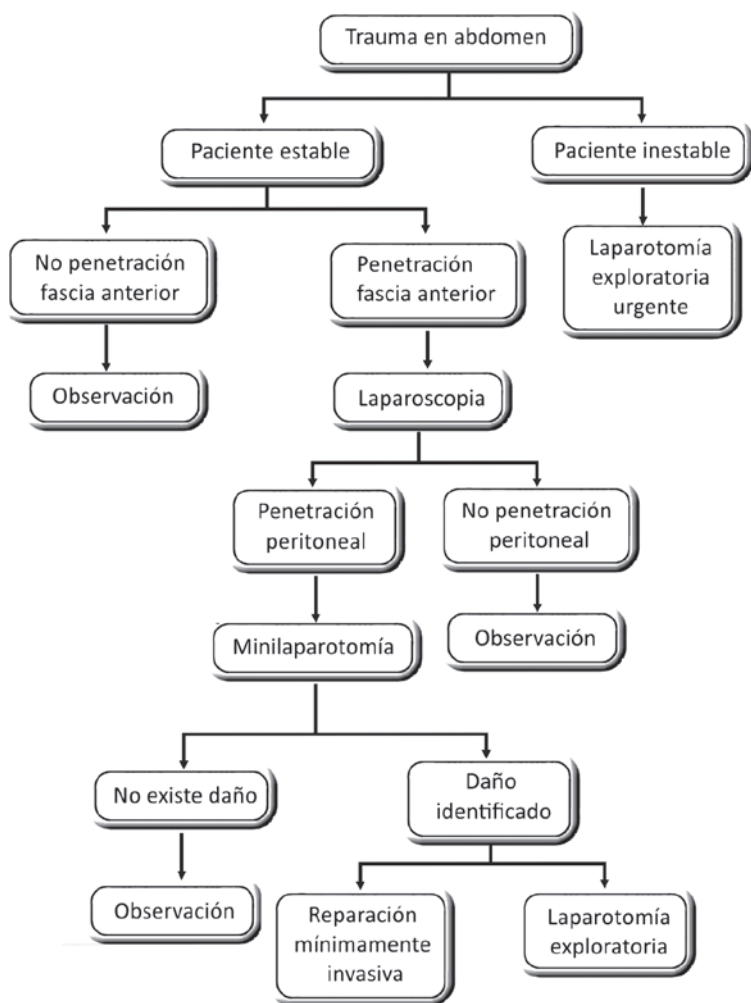 Trauma en abdomen
Paciente estable
Paciente inestable
No penetración
fascia anterior
Penetración
fascia anterior
Laparotomía
exploratoria
urgente
Observación
Laparoscopia
Penetración
peritoneal
No penetración
peritoneal
Minilaparotomía
Observación
No existe daño
Daño
identificado
Observación
Reparación
mínimamente
invasiva
Laparotomía
exploratoria